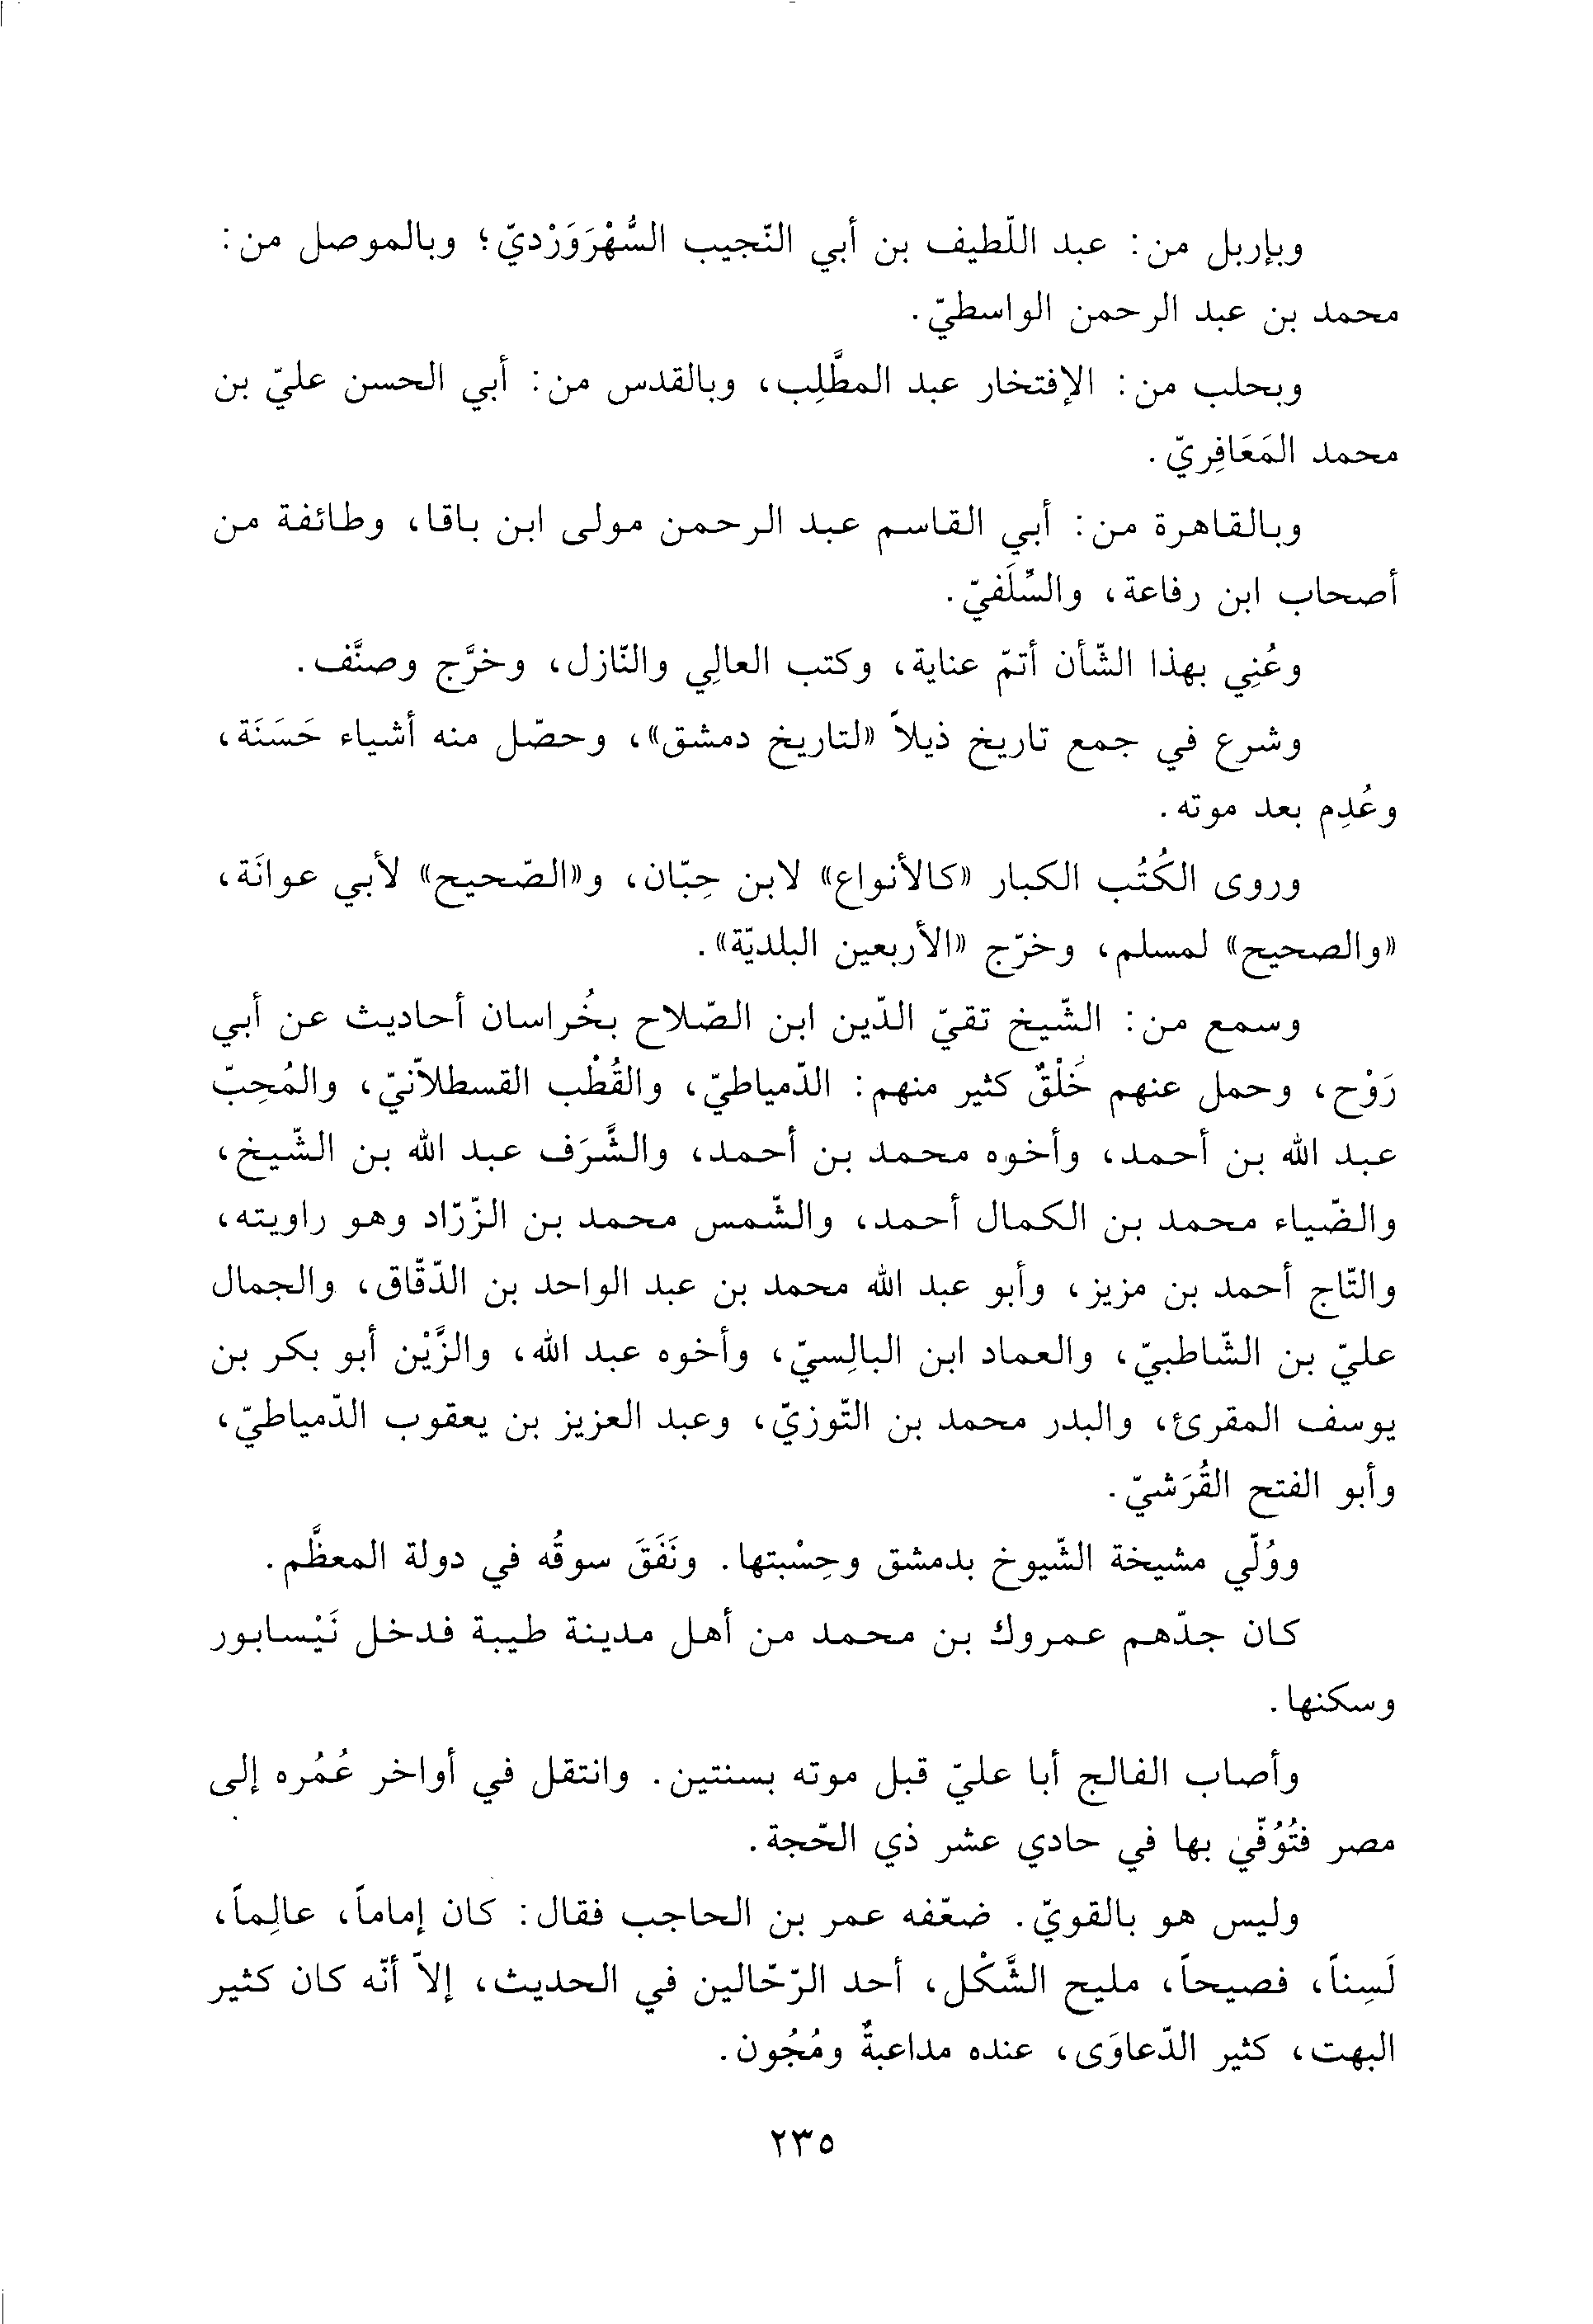 وبإربل من: عبد اللّطيف بن أبي النّجيب السُّهْرَوَرْديّ؛ وبالموصل من:
محمد بن عبد الرحمن الواسطيّ.
وبحلب من: الإفتخار عبد المطَّلِب، وبالقدس من: أبي الحسن عليّ بن
محمد المَعَافِريّ.
وبالقاهرة من: أبي القاسم عبد الرحمن مولى ابن باقا، وطائفة من
أصحاب ابن رفاعة، والسِّلَفيّ.
وعُنِي بهذا الشّأن أتمّ عناية، وكتب العالِي والنّازل، وخرَّج وصنَّف.
وشرع في جمع تاريخ ذيلاً «لتاريخ دمشق»، وحصّل منه أشياء حَسَنَة،
وعُدِم بعد موته.
وروى الكُتُب الكبار «كالأنواع» لابن حِبّان، و«الصّحيح» لأبي عوانَة،
«والصحيح» لمسلم، وخرّج «الأربعين البلديّة».
وسمع من: الشّيخ تقيّ الدّين ابن الصّلاح بخُراسان أحاديث عن أبي
رَوْح، وحمل عنهم خَلْقٌ كثير منهم: الدّمياطيّ، والقُطْب القسطلاّنيّ، والمُحِبّ
عبد الله بن أحمد، وأخوه محمد بن أحمد، والشَّرَف عبد الله بن الشّيخ،
والضّياء محمد بن الكمال أحمد، والشّمس محمد بن الزّرّاد وهو راويته،
والتّاج أحمد بن مزيز، وأبو عبد الله محمد بن عبد الواحد بن الدّقّاق، والجمال
عليّ بن الشّاطبيّ، والعماد ابن البالِسيّ، وأخوه عبد الله، والزَّيْن أبو بكر بن
يوسف المقرئ، والبدر محمد بن التّوزيّ، وعبد العزيز بن يعقوب الدّمياطيّ،
وأبو الفتح القُرَشيّ.
ووُلّي مشيخة الشّيوخ بدمشق وحِسْبتها. ونَفَقَ سوقُه في دولة المعظَّم.
كان جدّهم عمروك بن محمد من أهل مدينة طيبة فدخل نَيْسابور
وسكنها.
وأصاب الفالج أبا عليّ قبل موته بسنتين. وانتقل في أواخر عُمُره إلى
مصر فتُوُفّي بها في حادي عشر ذي الحّجة.
وليس هو بالقويّ. ضعّفه عمر بن الحاجب فقال: كان إماماً، عالِماً،
لَسِناً، فصيحاً، مليح الشَّكْل، أحد الرّحّالين في الحديث، إلاّ أنّه كان كثير
البهت، كثير الدّعاوَى، عنده مداعبةٌ ومُجُون.
٢٣٥